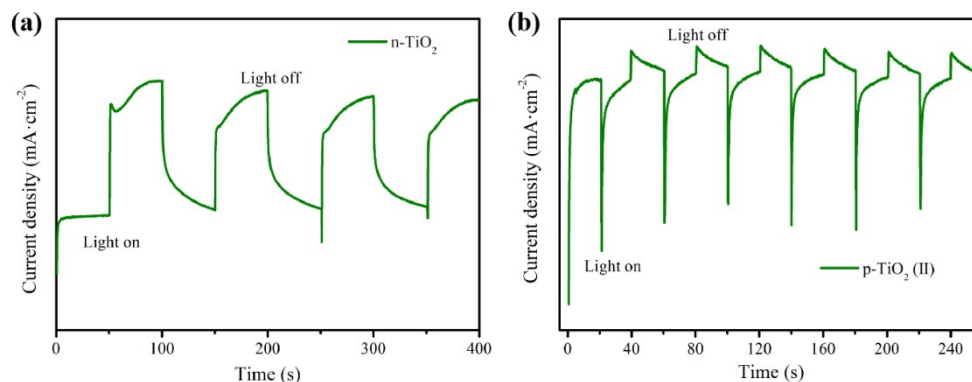 (a)
n-TiO₂
Light off
Light on
Current density (mA·cm⁻²)
0 100 200 300 400
Time (s)
(b)
Light off
Light on
p-TiO₂ (II)
Current density (mA·cm⁻²)
0 40 80 120 160 200 240
Time (s)